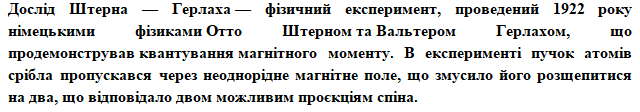 Дослід Штерна — Герлаха — фізичний експеримент, проведений 1922 року
німецькими фізиками Отто Штерном та Вальтером Герлахом, що
продемонстрував квантування магнітного моменту. В експерименті пучок атомів
срібла пропускався через неоднорідне магнітне поле, що змусило його розщепитися
на два, що відповідало двом можливим проєкціям спіна.